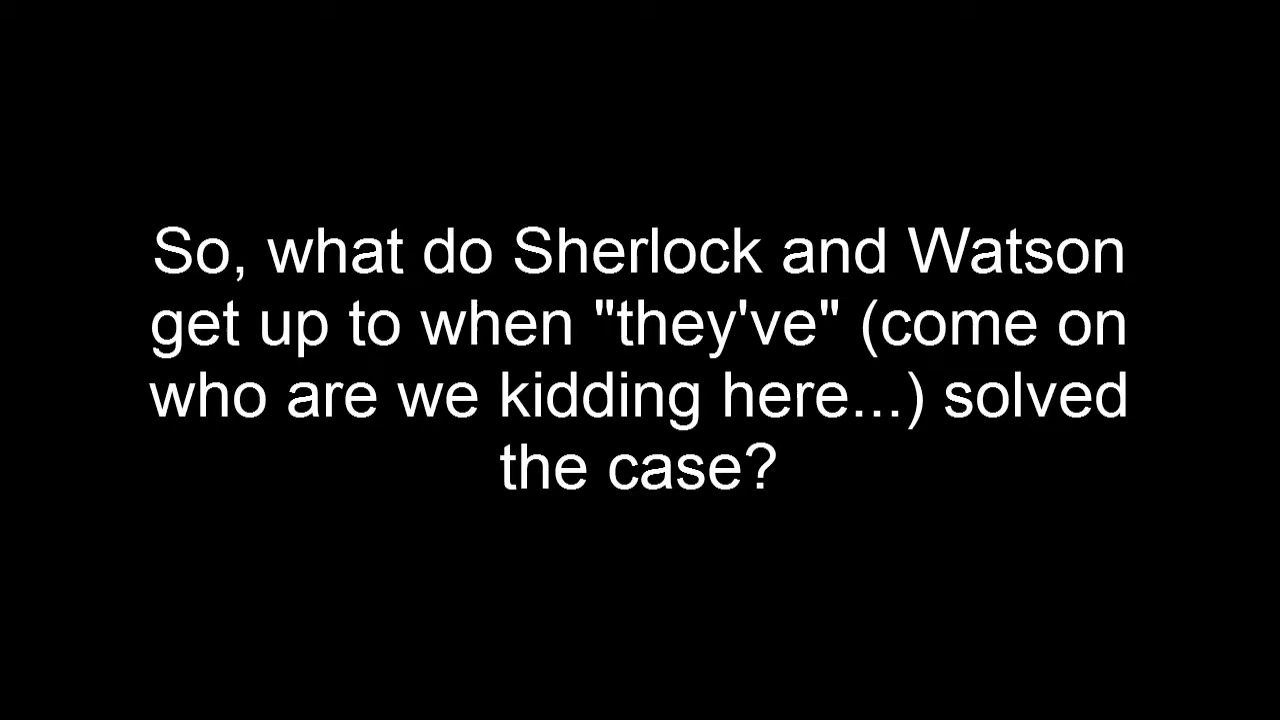 So, what do Sherlock and Watson
get up to when "they've" (come on
who are we kidding here...) solved
the case?